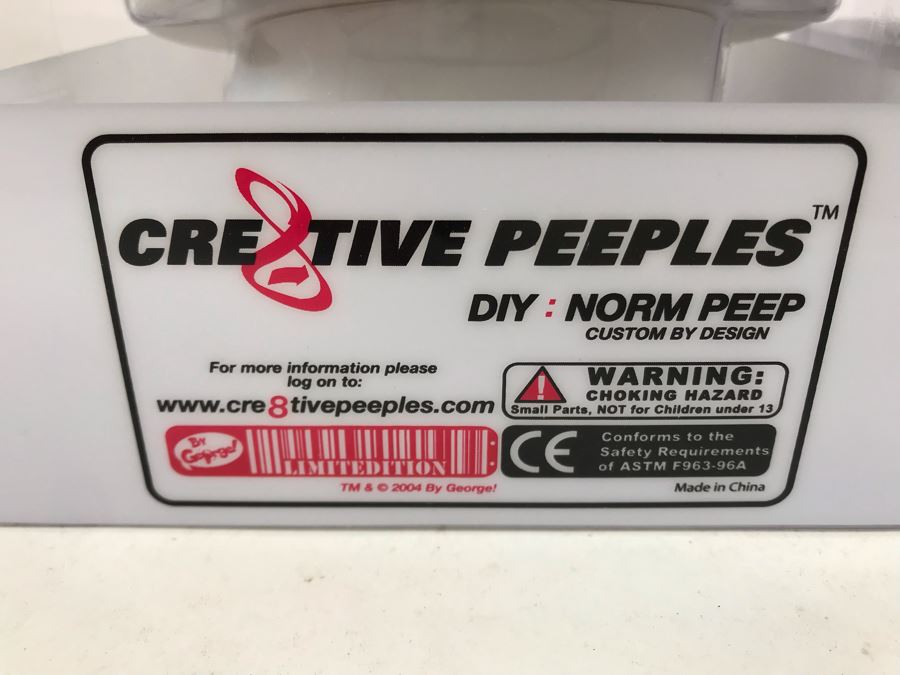 CRE8TIVE PEEPLES™
DIY : NORM PEEP
CUSTOM BY DESIGN
For more information please
log on to:
www.cre8tivepeeples.com
WARNING:
CHOKING HAZARD
Small Parts, NOT for Children under 13
By
George!
LIMITEDITION
CE
Conforms to the
Safety Requirements
of ASTM F963-96A
TM & © 2004 By George!
Made in China